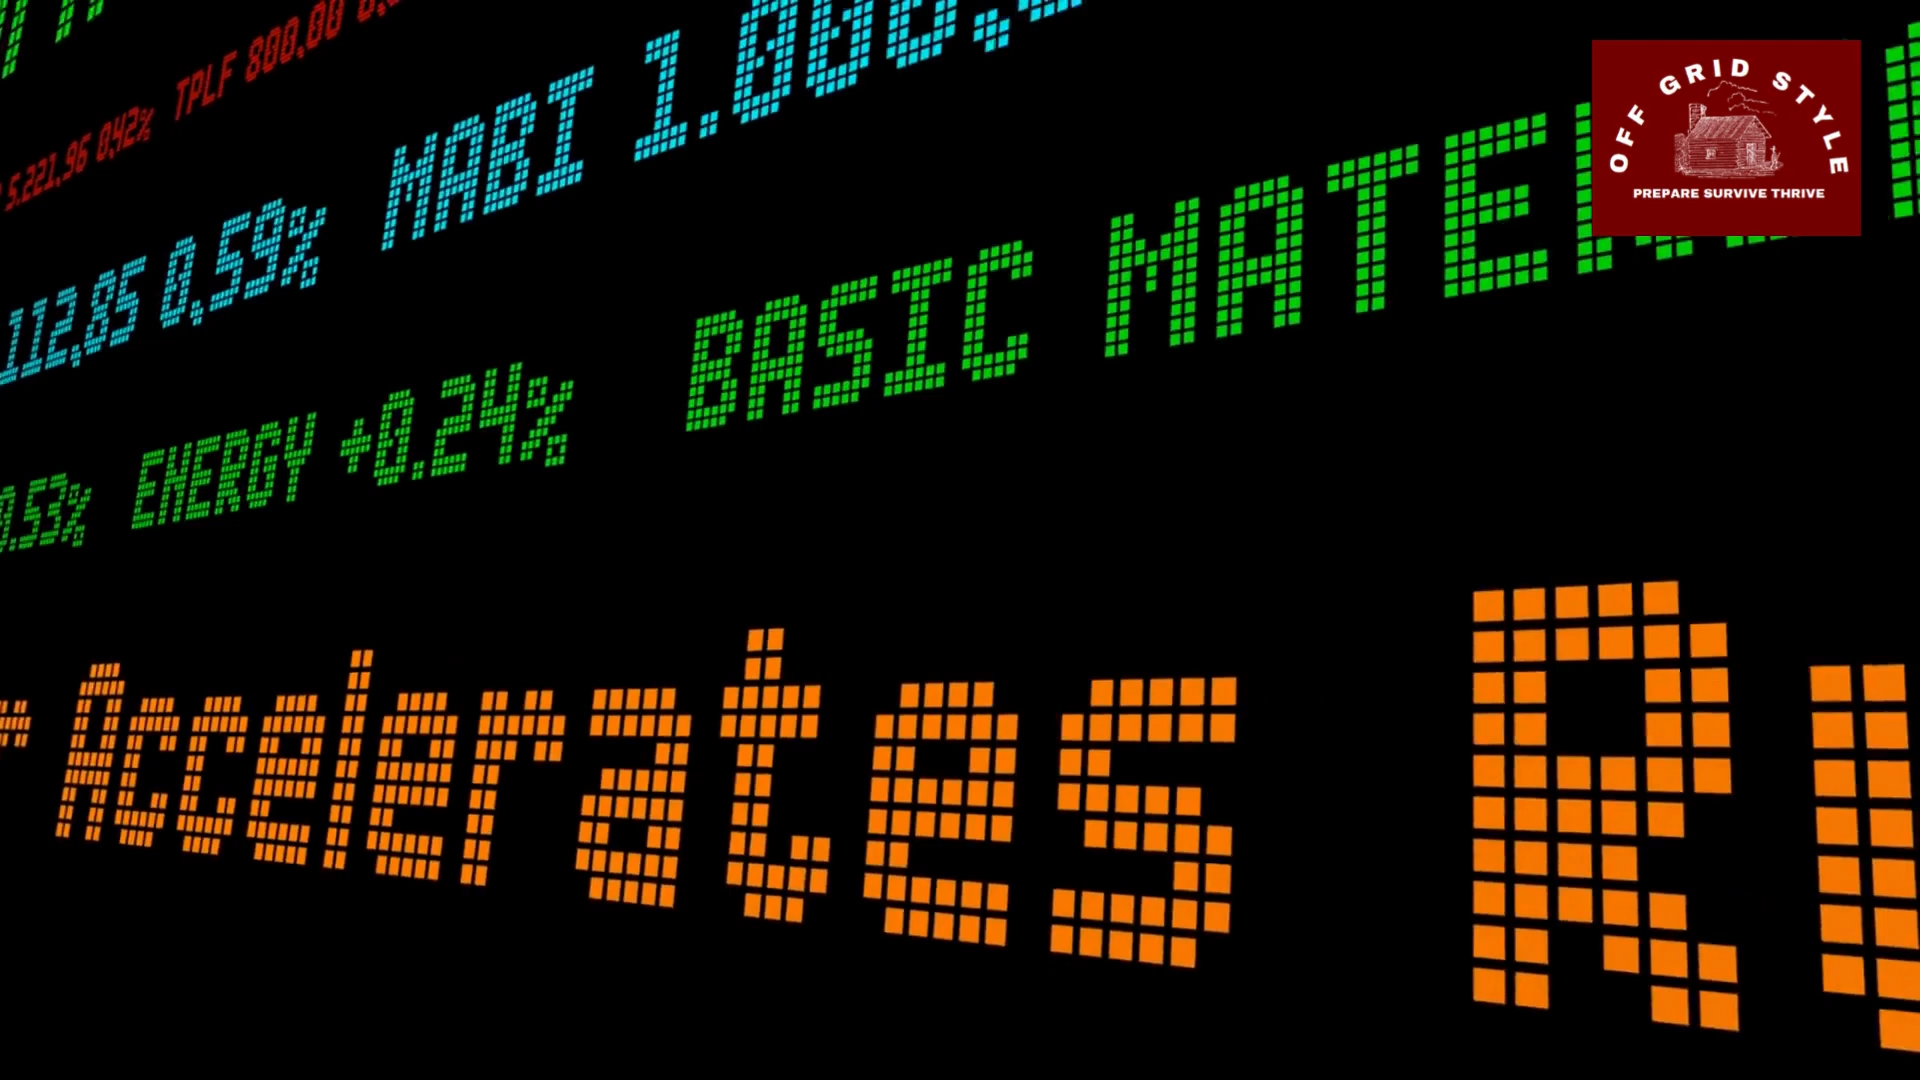 5.221,96 0,42% TPLF 800,00
112,85 0,59% MABI 1.000,
0,53% ENERGY +0.24% BASIC
Accelerates
OFF GRID STYLE
PREPARE SURVIVE THRIVE